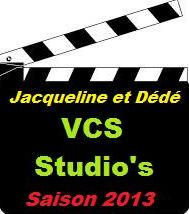 Jacqueline et Dédé
VCS
Studio's
Saison 2013